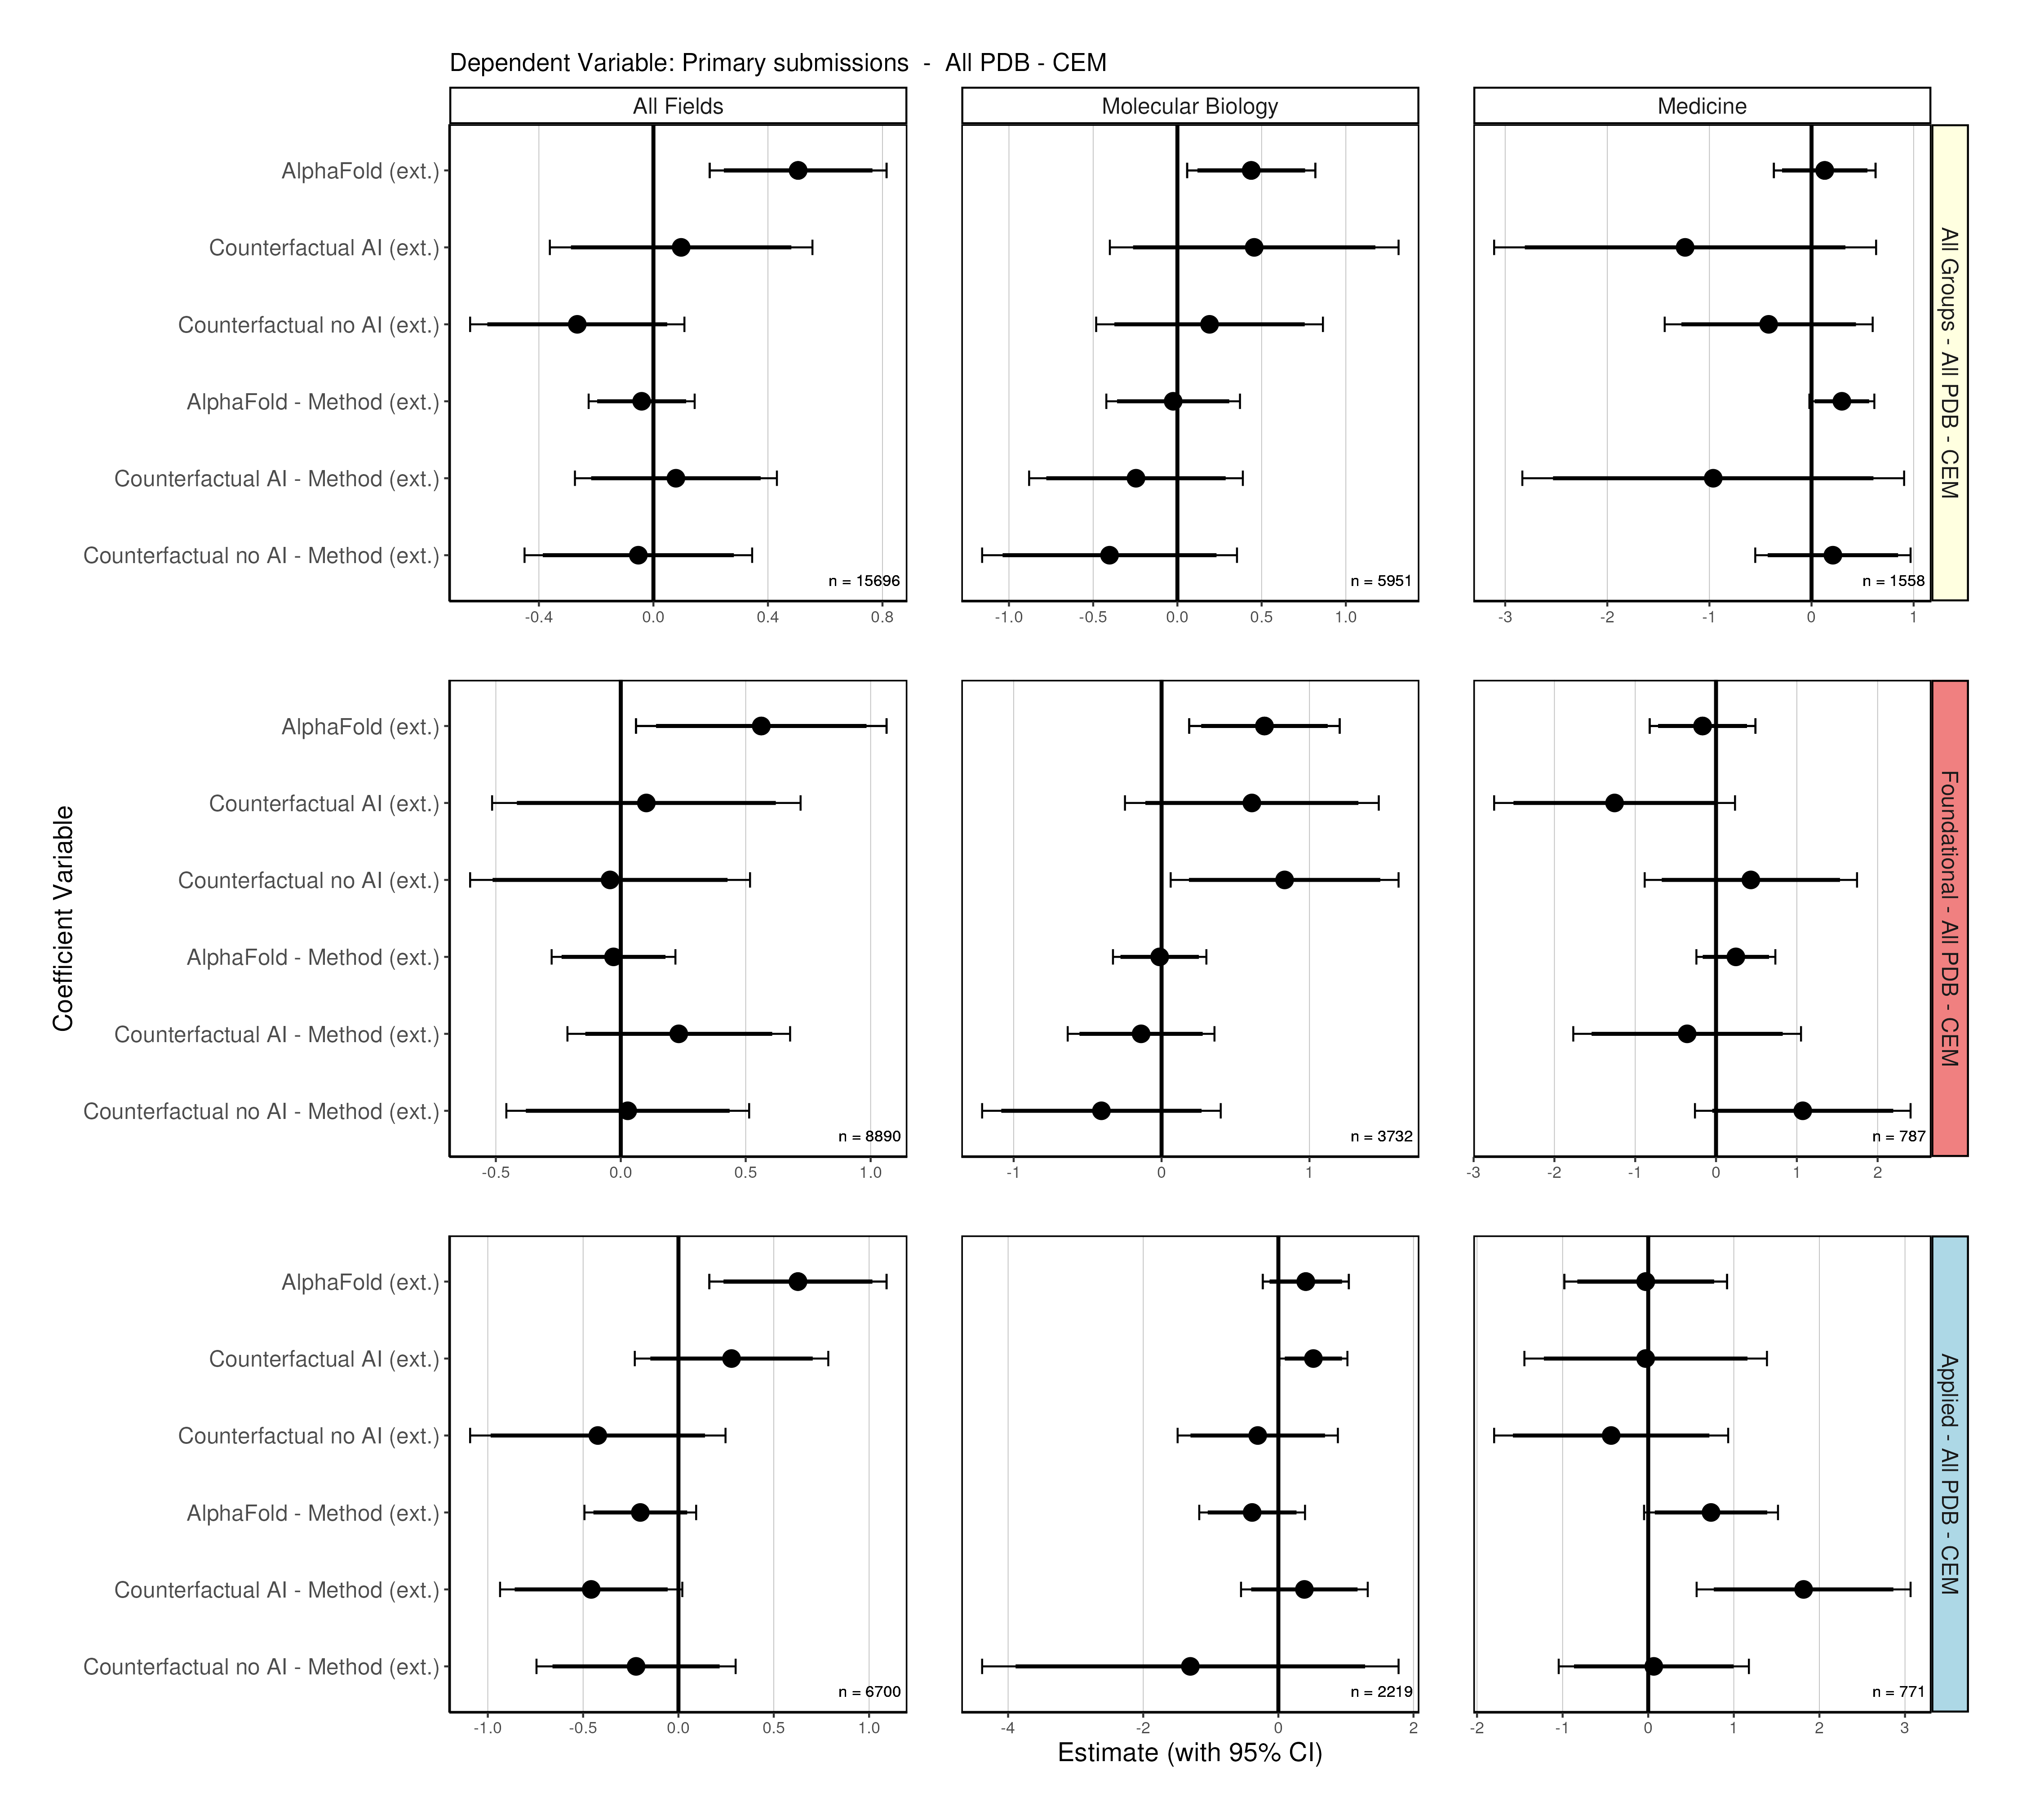 Dependent Variable: Primary submissions - All PDB - CEM
All Fields
Molecular Biology
Medicine
AlphaFold (ext.)
Counterfactual AI (ext.)
Counterfactual no AI (ext.)
AlphaFold - Method (ext.)
Counterfactual AI - Method (ext.)
Counterfactual no AI - Method (ext.)
n = 15696
n = 5951
n = 1558
-0.4 0.0 0.4 0.8
-1.0 -0.5 0.0 0.5 1.0
-3 -2 -1 0 1
All Groups - All PDB - CEM
Coefficient Variable
AlphaFold (ext.)
Counterfactual AI (ext.)
Counterfactual no AI (ext.)
AlphaFold - Method (ext.)
Counterfactual AI - Method (ext.)
Counterfactual no AI - Method (ext.)
n = 8890
n = 3732
n = 787
-0.5 0.0 0.5 1.0
-1 0 1
-3 -2 -1 0 1 2
Foundational - All PDB - CEM
AlphaFold (ext.)
Counterfactual AI (ext.)
Counterfactual no AI (ext.)
AlphaFold - Method (ext.)
Counterfactual AI - Method (ext.)
Counterfactual no AI - Method (ext.)
n = 6700
n = 2219
n = 771
-1.0 -0.5 0.0 0.5 1.0
-4 -2 0 2
-2 -1 0 1 2 3
Applied - All PDB - CEM
Estimate (with 95% CI)